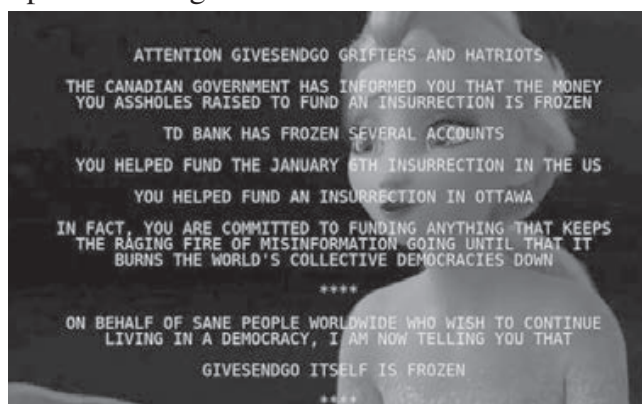 ATTENTION GIVESENDGO GRIFTERS AND HATRIOTS
THE CANADIAN GOVERNMENT HAS INFORMED YOU THAT THE MONEY
YOU ASSHOLES RAISED TO FUND AN INSURRECTION IS FROZEN
TD BANK HAS FROZEN SEVERAL ACCOUNTS
YOU HELPED FUND THE JANUARY 6TH INSURRECTION IN THE US
YOU HELPED FUND AN INSURRECTION IN OTTAWA
IN FACT, YOU ARE COMMITTED TO FUNDING ANYTHING THAT KEEPS
THE RAGING FIRE OF MISINFORMATION GOING UNTIL THAT IT
BURNS THE WORLD'S COLLECTIVE DEMOCRACIES DOWN
****
ON BEHALF OF SANE PEOPLE WORLDWIDE WHO WISH TO CONTINUE
LIVING IN A DEMOCRACY, I AM NOW TELLING YOU THAT
GIVESENDGO ITSELF IS FROZEN
****